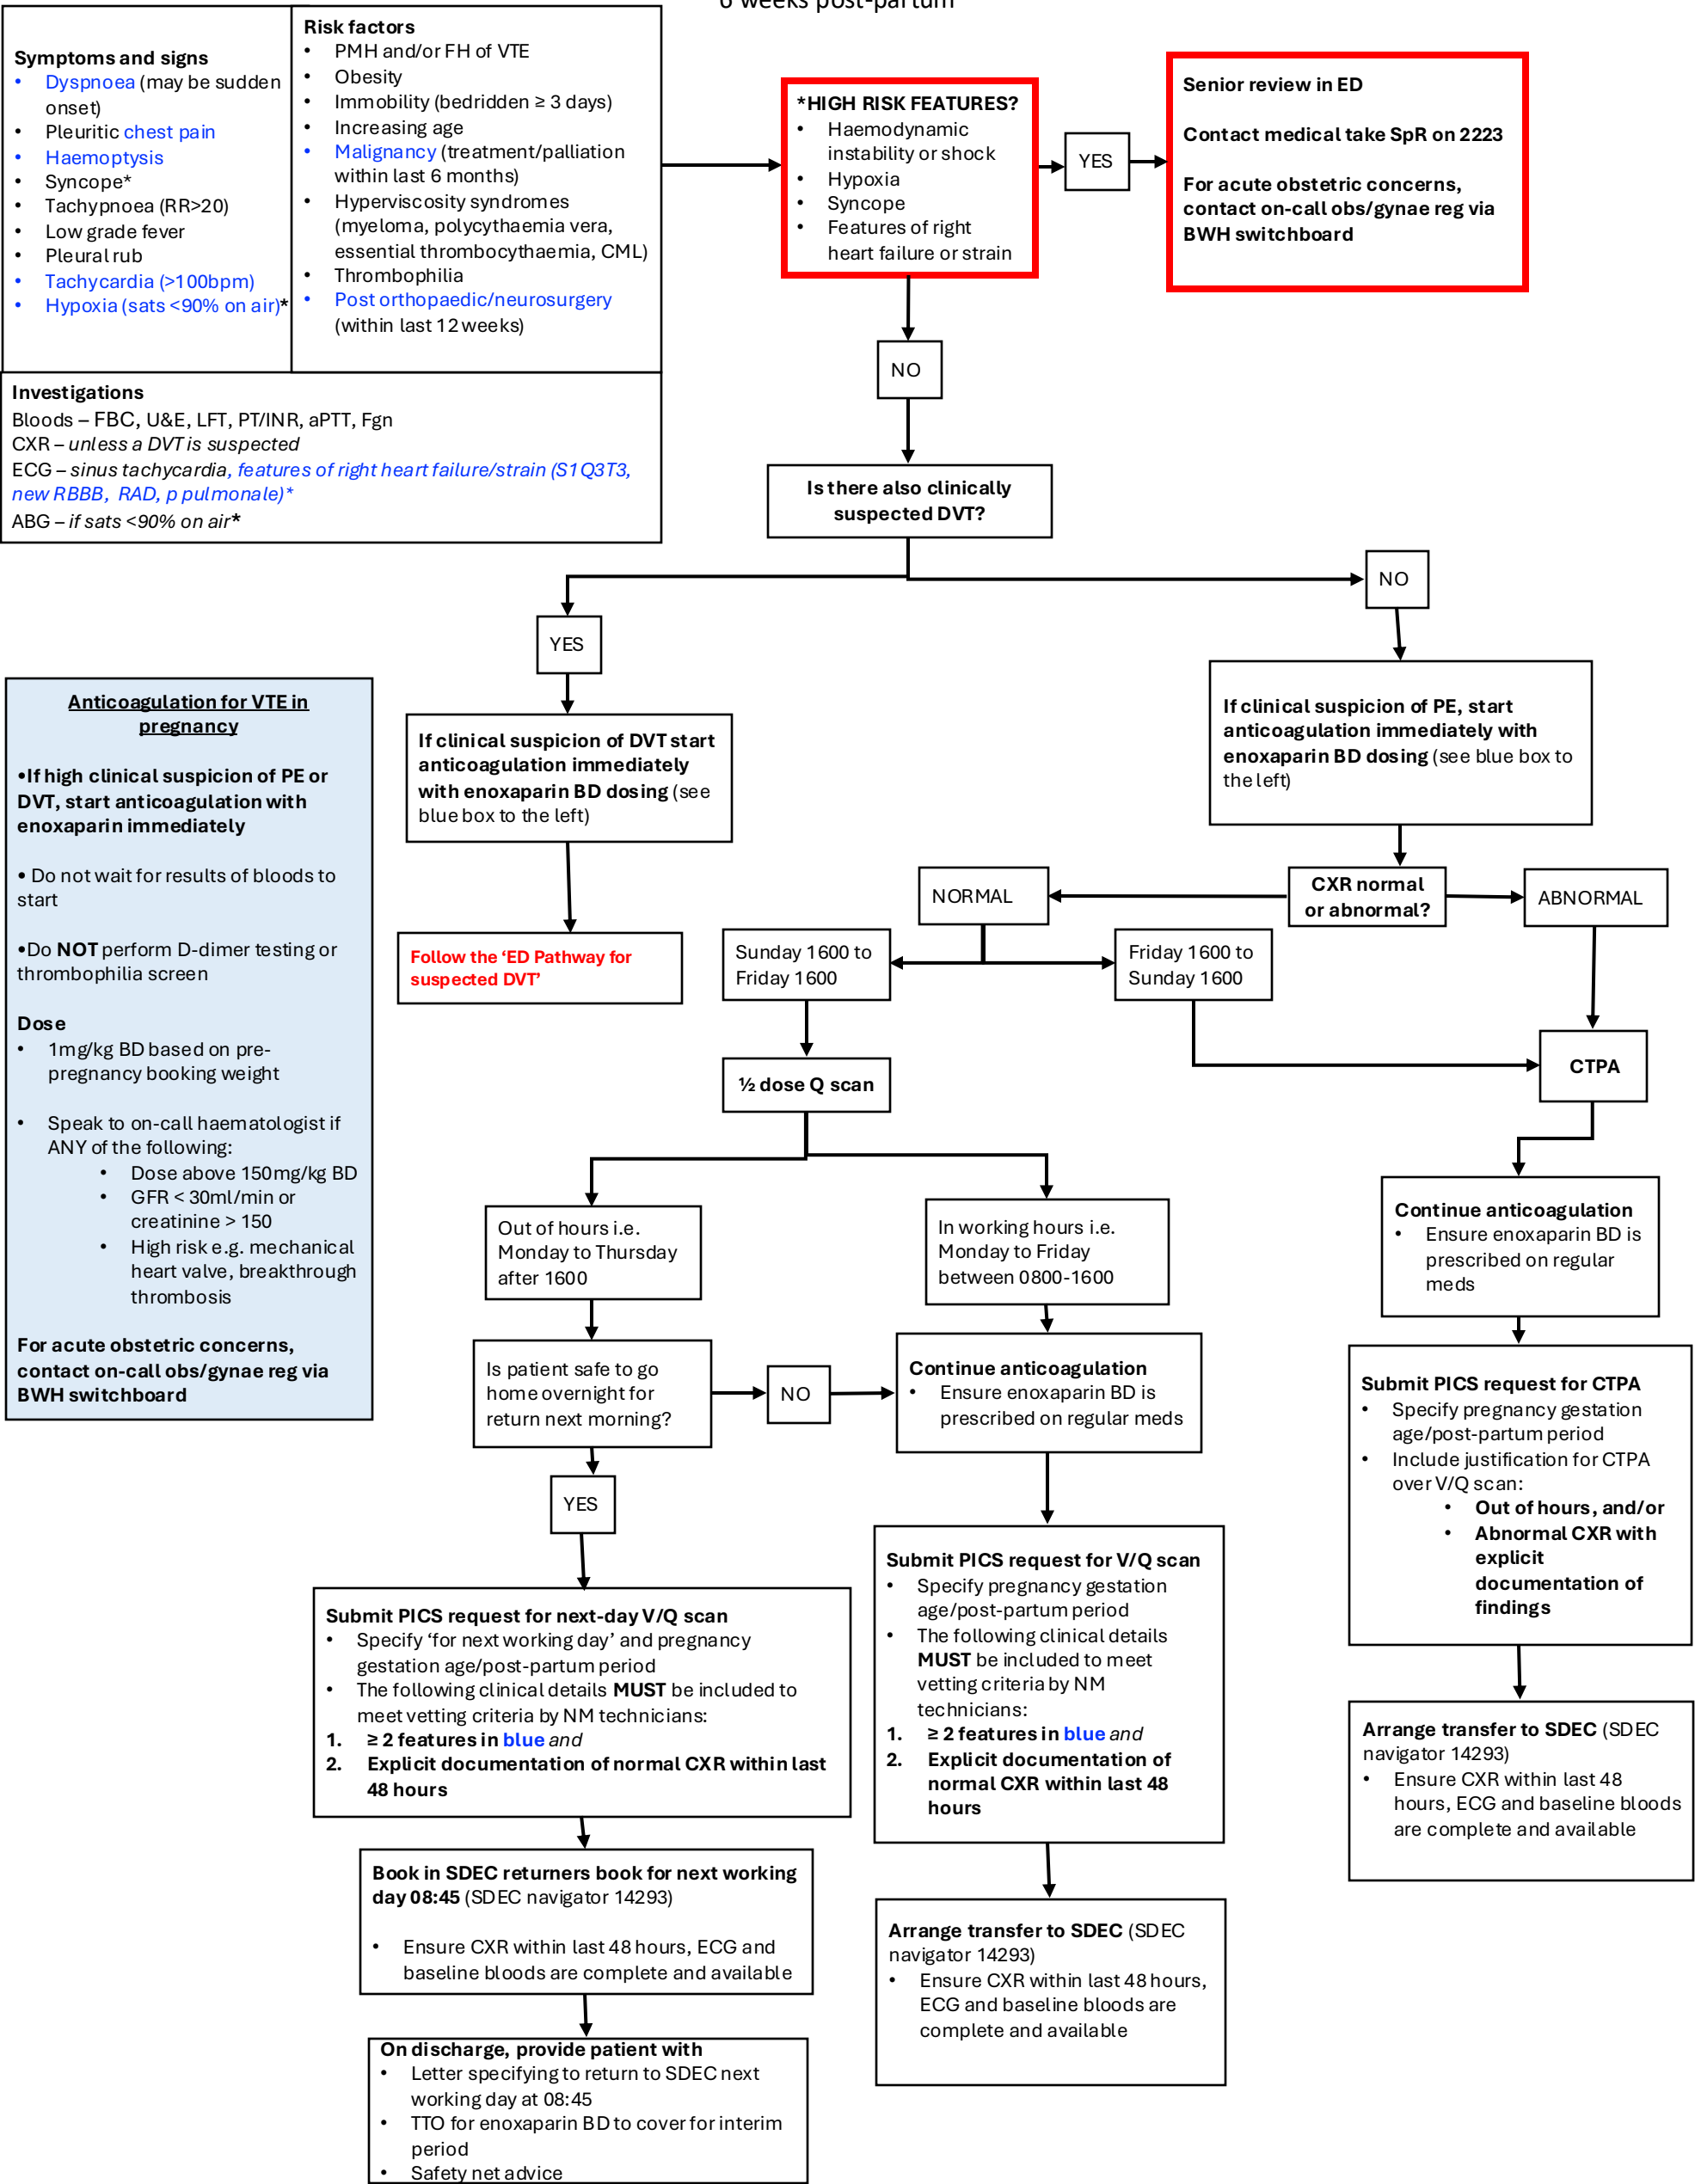 6 weeks post-partum
Symptoms and signs
• Dyspnoea (may be sudden
onset)
• Pleuritic chest pain
• Haemoptysis
• Syncope*
• Tachypnoea (RR>20)
• Low grade fever
• Pleural rub
• Tachycardia (>100bpm)
• Hypoxia (sats <90% on air)*
Risk factors
• PMH and/or FH of VTE
• Obesity
• Immobility (bedridden ≥ 3 days)
• Increasing age
• Malignancy (treatment/palliation
within last 6 months)
• Hyperviscosity syndromes
(myeloma, polycythaemia vera,
essential thrombocythaemia, CML)
• Thrombophilia
• Post orthopaedic/neurosurgery
(within last 12 weeks)
Investigations
Bloods – FBC, U&E, LFT, PT/INR, aPTT, Fgn
CXR – unless a DVT is suspected
ECG – sinus tachycardia, features of right heart failure/strain (S1Q3T3,
new RBBB, RAD, p pulmonale)*
ABG – if sats <90% on air*
*HIGH RISK FEATURES?
• Haemodynamic
instability or shock
• Hypoxia
• Syncope
• Features of right
heart failure or strain
YES
Senior review in ED
Contact medical take SpR on 2223
For acute obstetric concerns,
contact on-call obs/gynae reg via
BWH switchboard
NO
Is there also clinically
suspected DVT?
NO
YES
Anticoagulation for VTE in
pregnancy
•If high clinical suspicion of PE or
DVT, start anticoagulation with
enoxaparin immediately
• Do not wait for results of bloods to
start
•Do NOT perform D-dimer testing or
thrombophilia screen
Dose
• 1mg/kg BD based on pre-
pregnancy booking weight
• Speak to on-call haematologist if
ANY of the following:
• Dose above 150mg/kg BD
• GFR < 30ml/min or
creatinine > 150
• High risk e.g. mechanical
heart valve, breakthrough
thrombosis
For acute obstetric concerns,
contact on-call obs/gynae reg via
BWH switchboard
If clinical suspicion of DVT start
anticoagulation immediately
with enoxaparin BD dosing (see
blue box to the left)
Follow the ‘ED Pathway for
suspected DVT’
If clinical suspicion of PE, start
anticoagulation immediately with
enoxaparin BD dosing (see blue box to
the left)
CXR normal
or abnormal?
NORMAL
ABNORMAL
Sunday 1600 to
Friday 1600
Friday 1600 to
Sunday 1600
½ dose Q scan
CTPA
Out of hours i.e.
Monday to Thursday
after 1600
In working hours i.e.
Monday to Friday
between 0800-1600
Is patient safe to go
home overnight for
return next morning?
NO
Continue anticoagulation
• Ensure enoxaparin BD is
prescribed on regular meds
YES
Submit PICS request for next-day V/Q scan
• Specify ‘for next working day’ and pregnancy
gestation age/post-partum period
• The following clinical details MUST be included to
meet vetting criteria by NM technicians:
1. ≥ 2 features in blue and
2. Explicit documentation of normal CXR within last
48 hours
Book in SDEC returners book for next working
day 08:45 (SDEC navigator 14293)
• Ensure CXR within last 48 hours, ECG and
baseline bloods are complete and available
On discharge, provide patient with
• Letter specifying to return to SDEC next
working day at 08:45
• TTO for enoxaparin BD to cover for interim
period
• Safety net advice
Submit PICS request for V/Q scan
• Specify pregnancy gestation
age/post-partum period
• The following clinical details
MUST be included to meet
vetting criteria by NM
technicians:
1. ≥ 2 features in blue and
2. Explicit documentation of
normal CXR within last 48
hours
Arrange transfer to SDEC (SDEC
navigator 14293)
• Ensure CXR within last 48 hours,
ECG and baseline bloods are
complete and available
Continue anticoagulation
• Ensure enoxaparin BD is
prescribed on regular
meds
Submit PICS request for CTPA
• Specify pregnancy gestation
age/post-partum period
• Include justification for CTPA
over V/Q scan:
• Out of hours, and/or
• Abnormal CXR with
explicit
documentation of
findings
Arrange transfer to SDEC (SDEC
navigator 14293)
• Ensure CXR within last 48
hours, ECG and baseline bloods
are complete and available